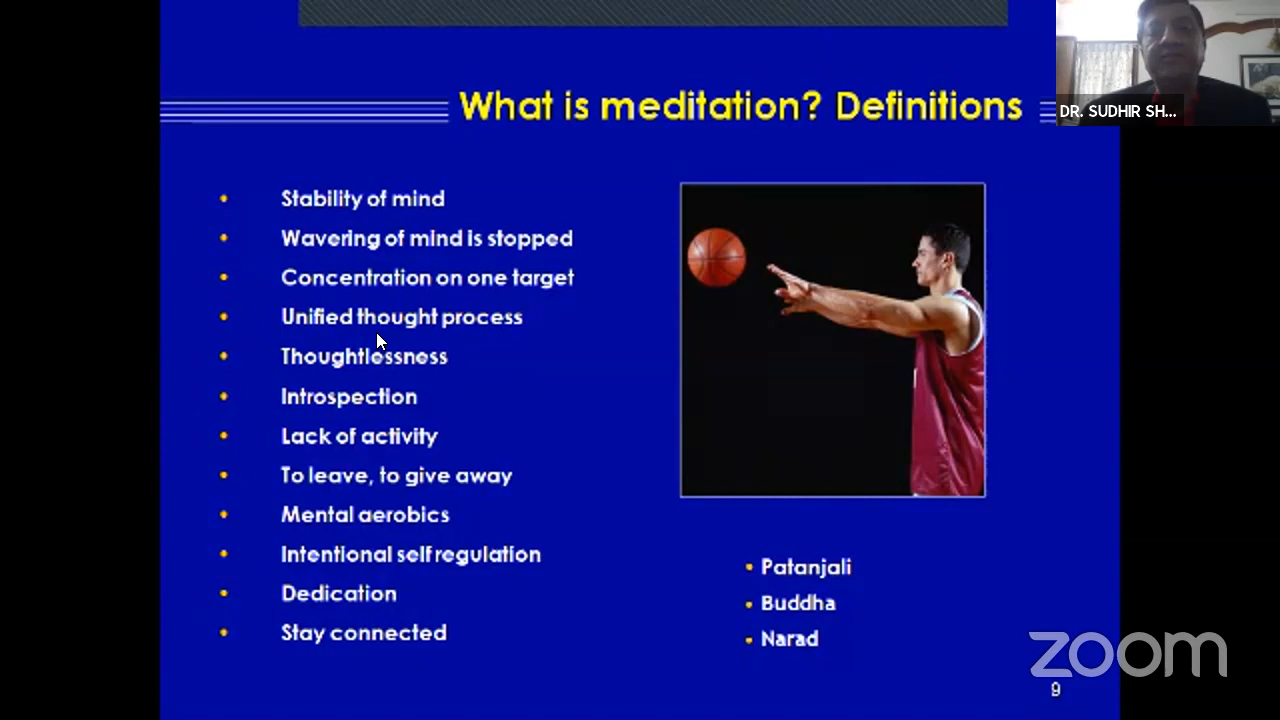 DR. SUDHIR SH...
What is meditation? Definitions
• Stability of mind
• Wavering of mind is stopped
• Concentration on one target
• Unified thought process
• Thoughtlessness
• Introspection
• Lack of activity
• To leave, to give away
• Mental aerobics
• Intentional self regulation
• Dedication
• Stay connected
• Patanjali
• Buddha
• Narad
zoom
9